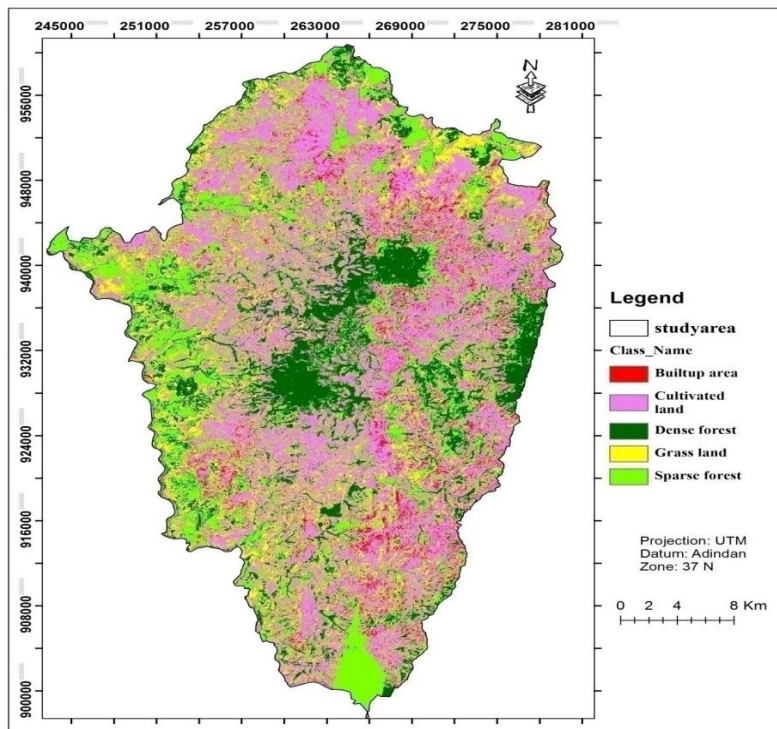 245000 251000 257000 263000 269000 275000 281000
N
956000
948000
940000
932000
924000
916000
908000
900000
Legend
studyarea
Class_Name
Builtup area
Cultivated
land
Dense forest
Grass land
Sparse forest
Projection: UTM
Datum: Adindan
Zone: 37 N
0 2 4 8 Km